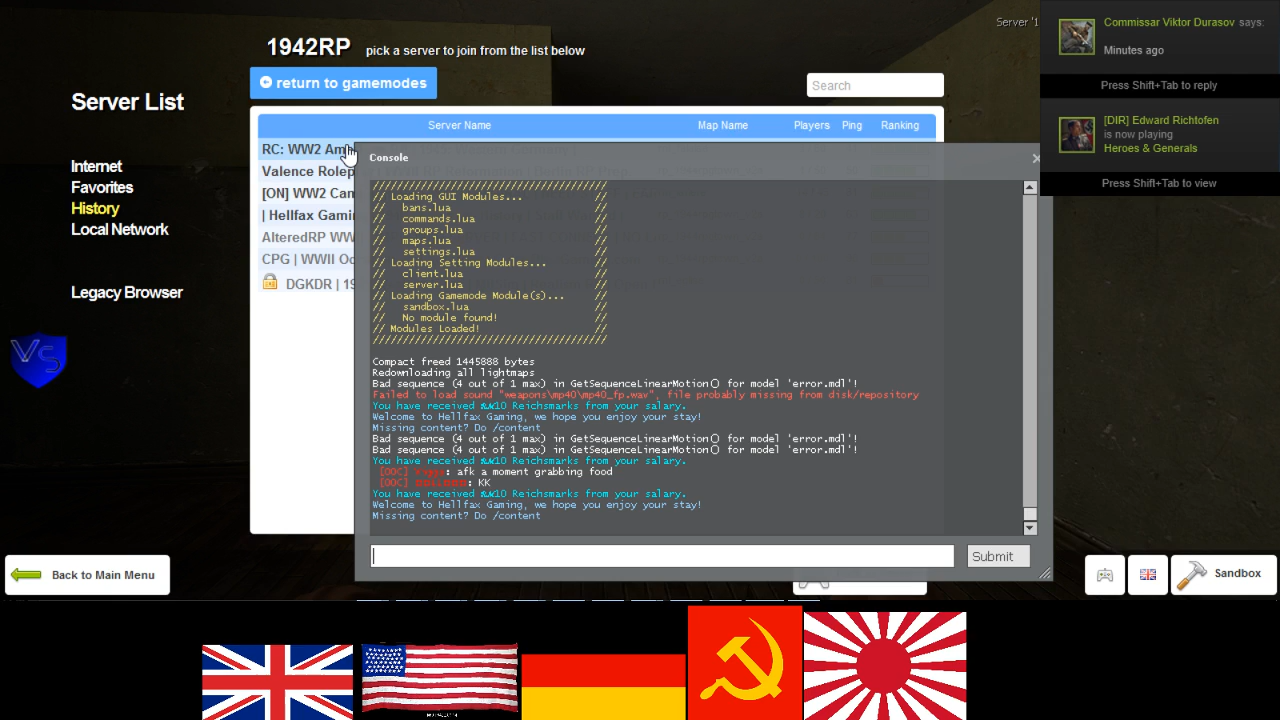 1942RP pick a server to join from the list below
return to gamemodes
Search
Server List
Internet
Favorites
History
Local Network
Legacy Browser
Server Name Map Name Players Ping Ranking
RC: WW2
Valence
[ON] WW2
| Hellfax
AlteredRP
CPG | WWII
DGKDR |
Server
Commissar Viktor Durasov says:
Minutes ago
Press Shift+Tab to reply
[DIR] Edward Richtofen
is now playing
Heroes & Generals
Press Shift+Tab to view
VS
Console
///////////////////////////////////////
// Loading GUI Modules... //
// bans.lua //
// commands.lua //
// groups.lua //
// maps.lua //
// settings.lua //
// Loading Setting Modules... //
// client.lua //
// server.lua //
// Loading Gamemode Module(s)... //
// sandbox.lua //
// No module found! //
// Modules Loaded! //
///////////////////////////////////////
Compact freed 1445888 bytes
Redownloading all lightmaps
Bad sequence (4 out of 1 max) in GetSequenceLinearMotion() for model 'error.mdl'!
Failed to load sound "weapons\mp40\mp40_fp.wav", file probably missing from disk/repository
You have received 10 Reichsmarks from your salary.
Welcome to Hellfax Gaming, we hope you enjoy your stay!
Missing content? Do /content
Bad sequence (4 out of 1 max) in GetSequenceLinearMotion() for model 'error.mdl'!
Bad sequence (4 out of 1 max) in GetSequenceLinearMotion() for model 'error.mdl'!
You have received 10 Reichsmarks from your salary.
[OOC] : afk a moment grabbing food
[OOC] : KK
You have received 10 Reichsmarks from your salary.
Welcome to Hellfax Gaming, we hope you enjoy your stay!
Missing content? Do /content
Submit
Back to Main Menu
Sandbox